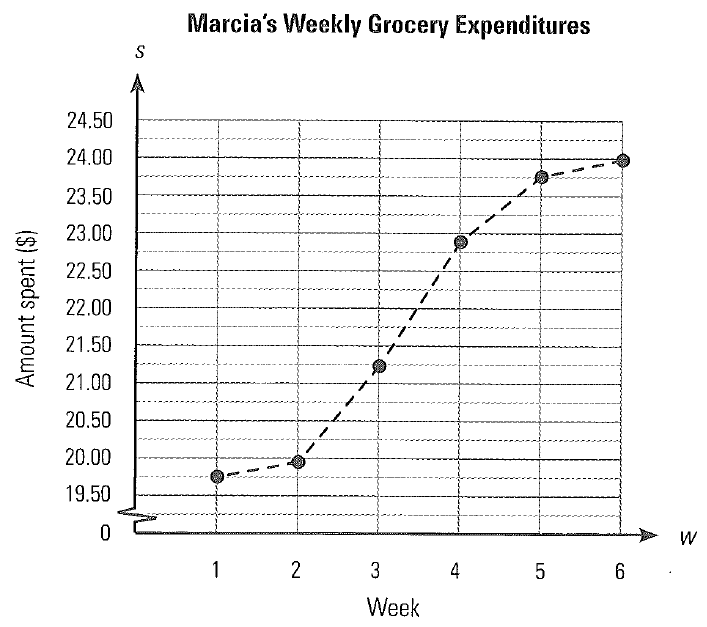 Marcia's Weekly Grocery Expenditures
s
24.50
24.00
23.50
23.00
22.50
22.00
21.50
21.00
20.50
20.00
19.50
0
Amount spent ($)
1 2 3 4 5 6
w
Week